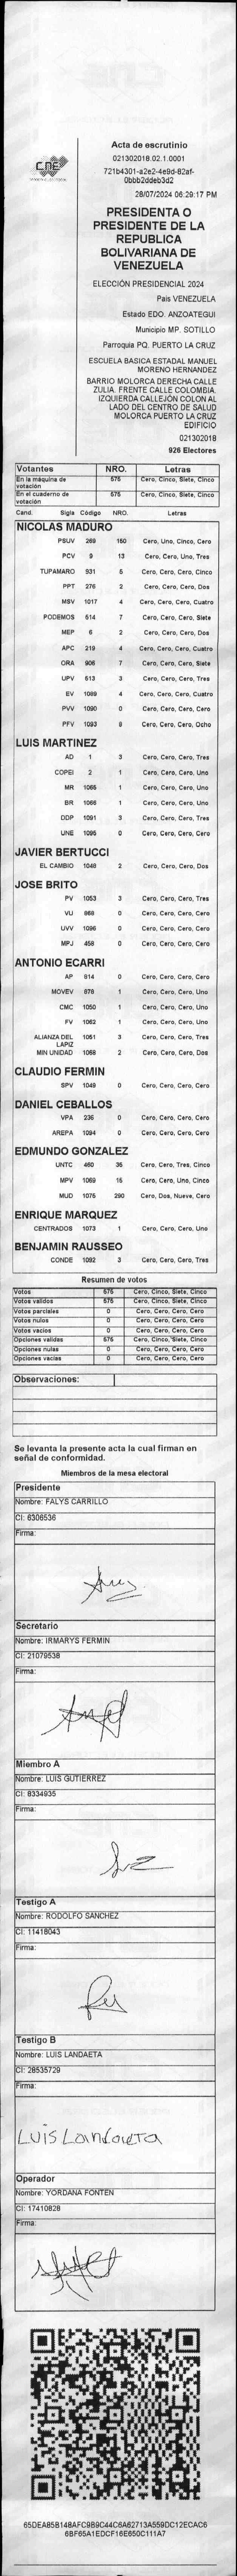 CNE
Acta de escrutinio
021302018.02.1.0001
721b4301-a2e2-4e9d-82af-
0bbb2ddeb3d2
28/07/2024 06:29:17 PM
PRESIDENTA O
PRESIDENTE DE LA
REPUBLICA
BOLIVARIANA DE
VENEZUELA
ELECCIÓN PRESIDENCIAL 2024
Pais VENEZUELA
Estado EDO. ANZOATEGUI
Municipio MP. SOTILLO
Parroquia PQ. PUERTO LA CRUZ
ESCUELA BASICA ESTADAL MANUEL
MORENO HERNANDEZ
BARRIO MOLORCA DERECHA CALLE
ZULIA. FRENTE CALLE COLOMBIA.
IZQUIERDA CALLEJÓN COLON AL
LADO DEL CENTRO DE SALUD
MOLORCA PUERTO LA CRUZ
EDIFICIO
021302018
926 Electores
Votantes NRO. Letras
En la máquina de votación 575 Cero, Cinco, Siete, Cinco
En el cuaderno de votación 575 Cero, Cinco, Siete, Cinco
Cand. Sigla Código NRO. Letras
NICOLAS MADURO
PSUV 269 150 Cero, Uno, Cinco, Cero
PCV 9 13 Cero, Cero, Uno, Tres
TUPAMARO 931 5 Cero, Cero, Cero, Cinco
PPT 276 2 Cero, Cero, Cero, Dos
MSV 1017 4 Cero, Cero, Cero, Cuatro
PODEMOS 514 7 Cero, Cero, Cero, Siete
MEP 6 2 Cero, Cero, Cero, Dos
APC 219 4 Cero, Cero, Cero, Cuatro
ORA 906 7 Cero, Cero, Cero, Siete
UPV 613 3 Cero, Cero, Cero, Tres
EV 1089 4 Cero, Cero, Cero, Cuatro
PVV 1090 0 Cero, Cero, Cero, Cero
PFV 1093 8 Cero, Cero, Cero, Ocho
LUIS MARTINEZ
AD 1 3 Cero, Cero, Cero, Tres
COPEI 2 1 Cero, Cero, Cero, Uno
MR 1065 1 Cero, Cero, Cero, Uno
BR 1068 1 Cero, Cero, Cero, Uno
DDP 1091 3 Cero, Cero, Cero, Tres
UNE 1095 0 Cero, Cero, Cero, Cero
JAVIER BERTUCCI
EL CAMBIO 1048 2 Cero, Cero, Cero, Dos
JOSE BRITO
PV 1053 3 Cero, Cero, Cero, Tres
VU 868 0 Cero, Cero, Cero, Cero
UVV 1096 0 Cero, Cero, Cero, Cero
MPJ 458 0 Cero, Cero, Cero, Cero
ANTONIO ECARRI
AP 814 0 Cero, Cero, Cero, Cero
MOVEV 878 1 Cero, Cero, Cero, Uno
CMC 1050 1 Cero, Cero, Cero, Uno
FV 1062 1 Cero, Cero, Cero, Uno
ALIANZA DEL LAPIZ 1051 3 Cero, Cero, Cero, Tres
MIN UNIDAD 1068 2 Cero, Cero, Cero, Dos
CLAUDIO FERMIN
SPV 1049 0 Cero, Cero, Cero, Cero
DANIEL CEBALLOS
VPA 236 0 Cero, Cero, Cero, Cero
AREPA 1094 0 Cero, Cero, Cero, Cero
EDMUNDO GONZALEZ
UNTC 460 35 Cero, Cero, Tres, Cinco
MPV 1069 15 Cero, Cero, Uno, Cinco
MUD 1075 290 Cero, Dos, Nueve, Cero
ENRIQUE MARQUEZ
CENTRADOS 1073 1 Cero, Cero, Cero, Uno
BENJAMIN RAUSSEO
CONDE 1092 3 Cero, Cero, Cero, Tres
Resumen de votos
Votos 575 Cero, Cinco, Siete, Cinco
Votos validos 575 Cero, Cinco, Siete, Cinco
Votos parciales 0 Cero, Cero, Cero, Cero
Votos nulos 0 Cero, Cero, Cero, Cero
Votos vacios 0 Cero, Cero, Cero, Cero
Opciones validas 575 Cero, Cinco, Siete, Cinco
Opciones nulas 0 Cero, Cero, Cero, Cero
Opciones vacias 0 Cero, Cero, Cero, Cero
Observaciones:
Se levanta la presente acta la cual firman en
señal de conformidad.
Miembros de la mesa electoral
Presidente
Nombre: FALYS CARRILLO
CI: 6306536
Firma:
Secretario
Nombre: IRMARYS FERMIN
CI: 21079538
Firma:
Miembro A
Nombre: LUIS GUTIERREZ
CI: 8334935
Firma:
Testigo A
Nombre: RODOLFO SANCHEZ
CI: 11418043
Firma:
Testigo B
Nombre: LUIS LANDAETA
CI: 28535729
Firma:
Luis Landaeta
Operador
Nombre: YORDANA FONTEN
CI: 17410828
Firma:
65DEA85B148AFC9B9C44C6A62713A559DC12ECAC6
6BF65A1EDCF16E650C111A7